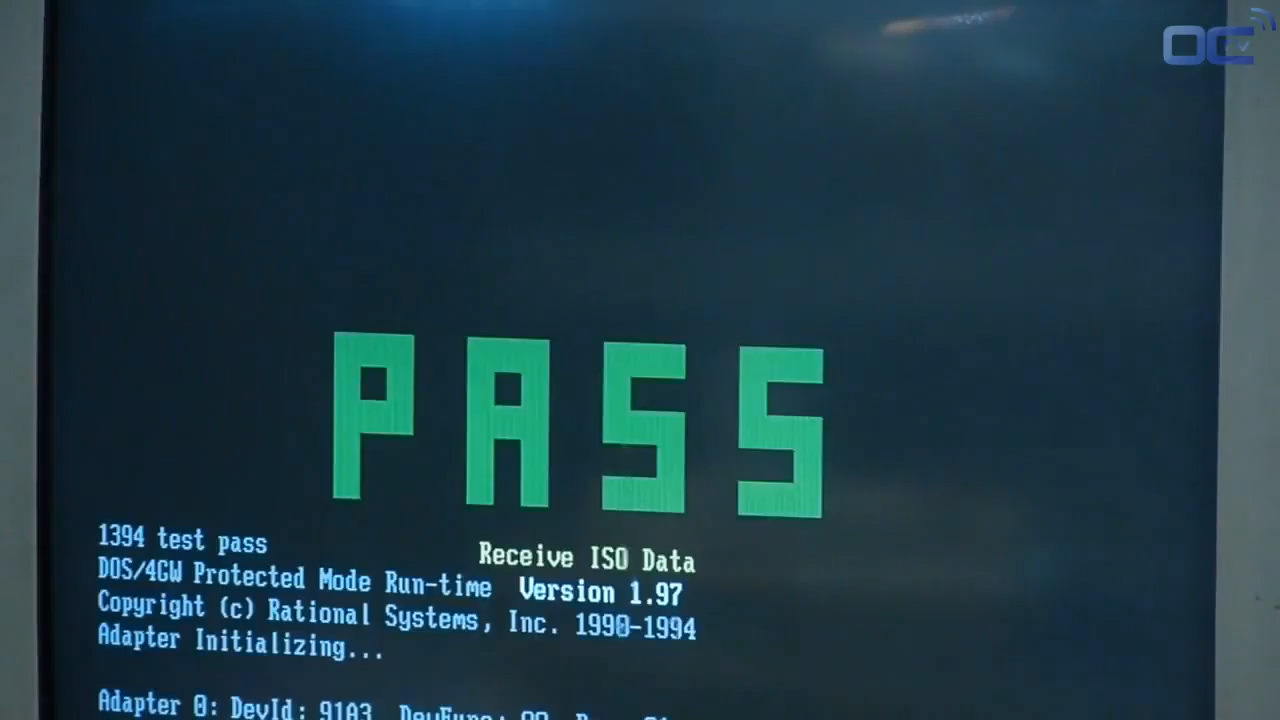 OC TV
PASS
1394 test pass
Receive ISO Data
DOS/4GW Protected Mode Run-time Version 1.97
Copyright (c) Rational Systems, Inc. 1990-1994
Adapter Initializing...
Adapter 0: DevId: 91A3